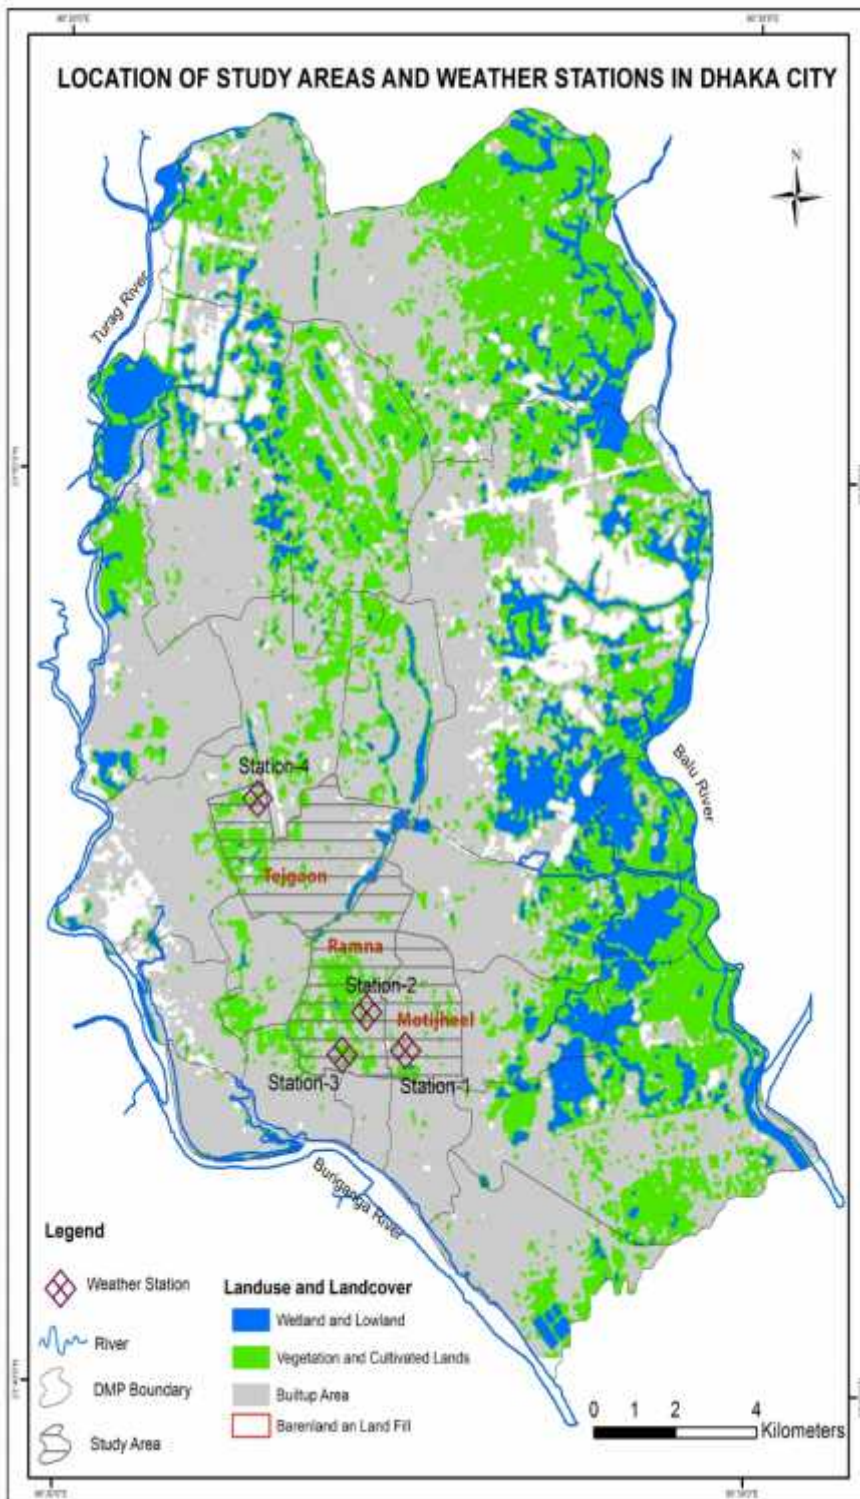 LOCATION OF STUDY AREAS AND WEATHER STATIONS IN DHAKA CITY
N
Turag River
Balu River
Station-4
Tejgaon
Ramna
Station-2
Motijheel
Station-3
Station-1
Buriganga River
Legend
Weather Station
River
DMP Boundary
Study Area
Landuse and Landcover
Wetland and Lowland
Vegetation and Cultivated Lands
Builtup Area
Barenland an Land Fill
0 1 2 4
Kilometers